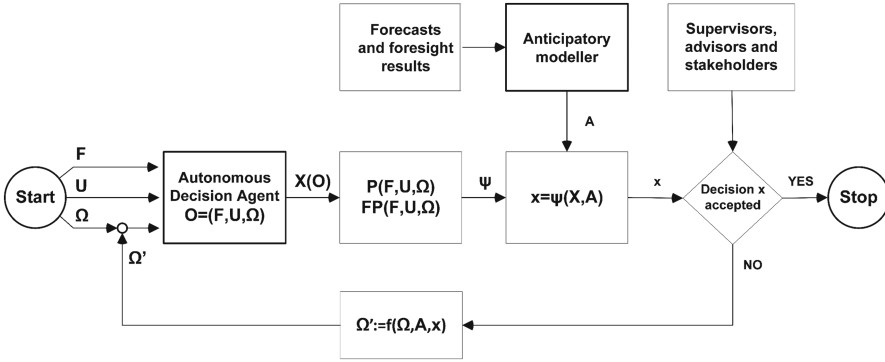 Forecasts
and foresight
results
Anticipatory
modeller
Supervisors,
advisors and
stakeholders
A
Start
F
U
Ω
Ω'
Autonomous
Decision Agent
O=(F,U,Ω)
X(O)
P(F,U,Ω)
FP(F,U,Ω)
ψ
x=ψ(X,A)
x
Decision x
accepted
YES
Stop
NO
Ω':=f(Ω,A,x)